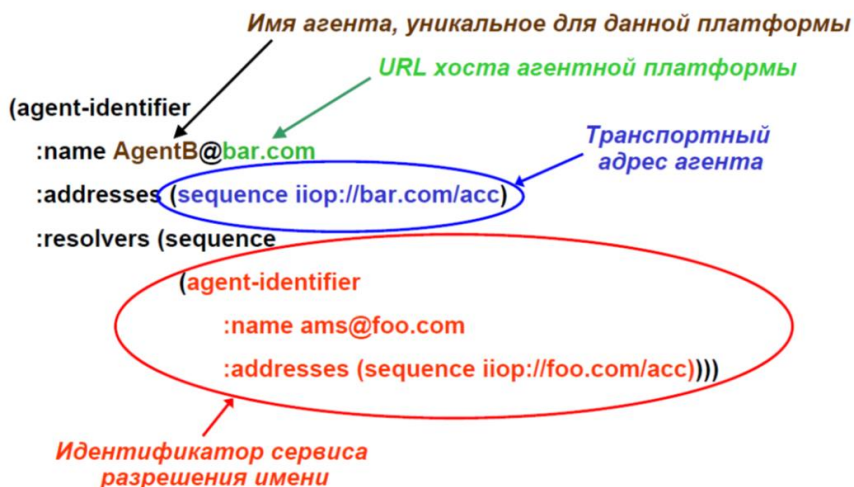 Имя агента, уникальное для данной платформы
URL хоста агентной платформы
(agent-identifier
:name AgentB@bar.com
Транспортный
адрес агента
:addresses (sequence iiop://bar.com/acc)
:resolvers (sequence
(agent-identifier
:name ams@foo.com
:addresses (sequence iiop://foo.com/acc))))
Идентификатор сервиса
разрешения имени